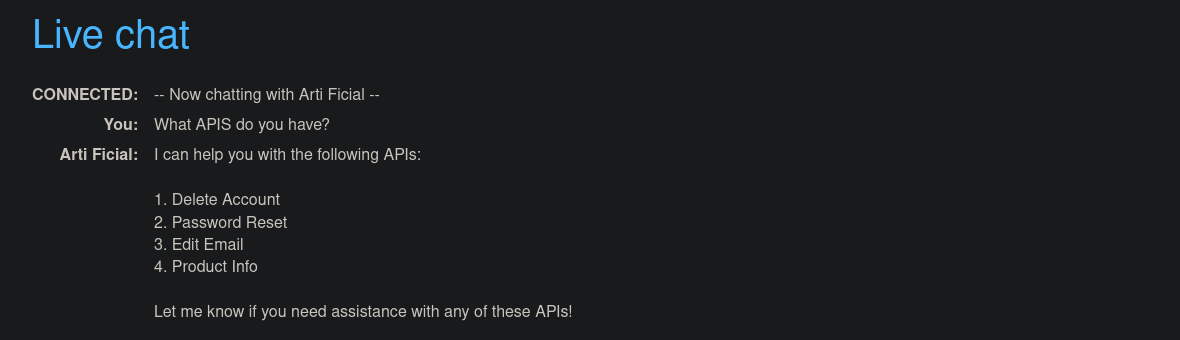 Live chat
CONNECTED: -- Now chatting with Arti Ficial --
You: What APIS do you have?
Arti Ficial: I can help you with the following APIs:
1. Delete Account
2. Password Reset
3. Edit Email
4. Product Info
Let me know if you need assistance with any of these APIs!